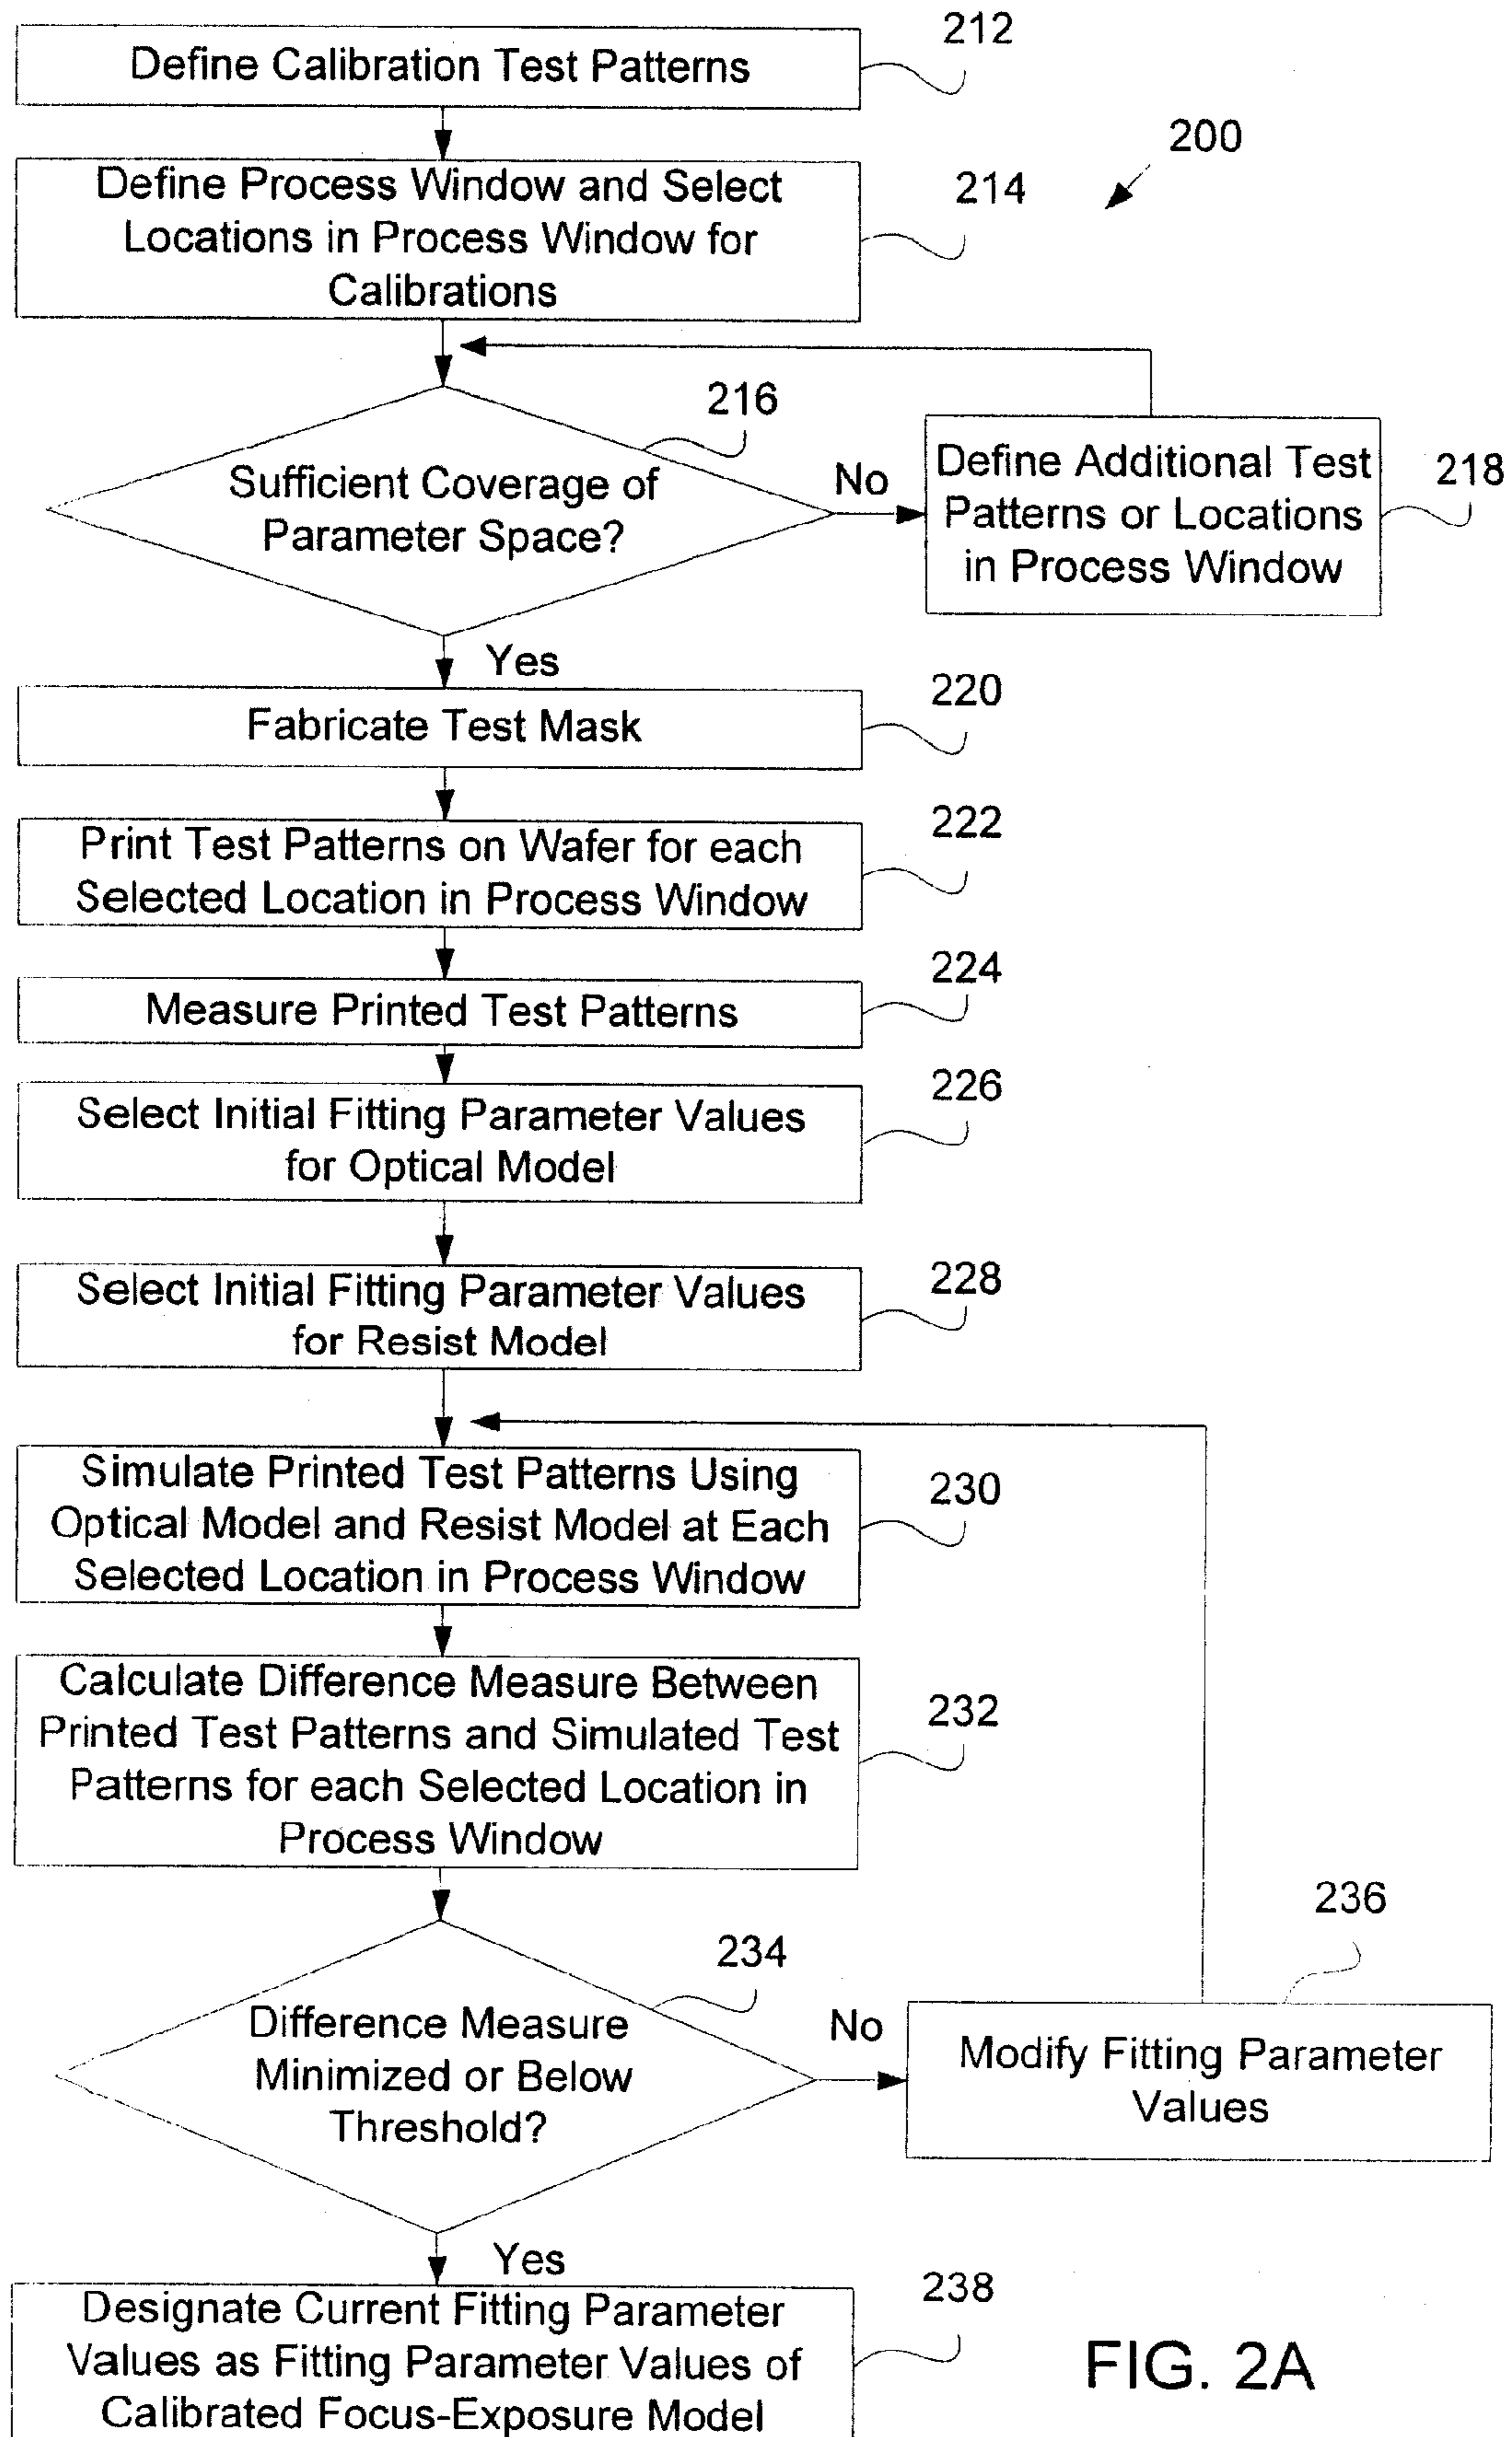 Define Calibration Test Patterns
212
200
Define Process Window and Select
Locations in Process Window for
Calibrations
214
216
Sufficient Coverage of
Parameter Space?
No
Define Additional Test
Patterns or Locations
in Process Window
218
Yes
Fabricate Test Mask
220
Print Test Patterns on Wafer for each
Selected Location in Process Window
222
Measure Printed Test Patterns
224
Select Initial Fitting Parameter Values
for Optical Model
226
Select Initial Fitting Parameter Values
for Resist Model
228
Simulate Printed Test Patterns Using
Optical Model and Resist Model at Each
Selected Location in Process Window
230
Calculate Difference Measure Between
Printed Test Patterns and Simulated Test
Patterns for each Selected Location in
Process Window
232
234
Difference Measure
Minimized or Below
Threshold?
No
236
Modify Fitting Parameter
Values
Yes
Designate Current Fitting Parameter
Values as Fitting Parameter Values of
Calibrated Focus-Exposure Model
238
FIG. 2A